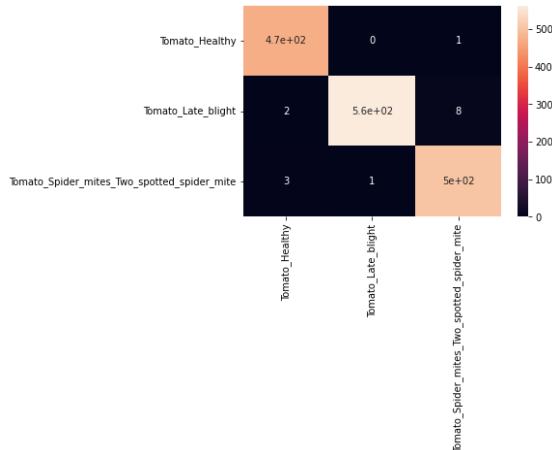 Tomato_Healthy 4.7e+02 0 1
Tomato_Late_blight 2 5.6e+02 8
Tomato_Spider_mites_Two_spotted_spider_mite 3 1 5e+02
Tomato_Healthy
Tomato_Late_blight
Tomato_Spider_mites_Two_spotted_spider_mite
500
400
300
200
100
0